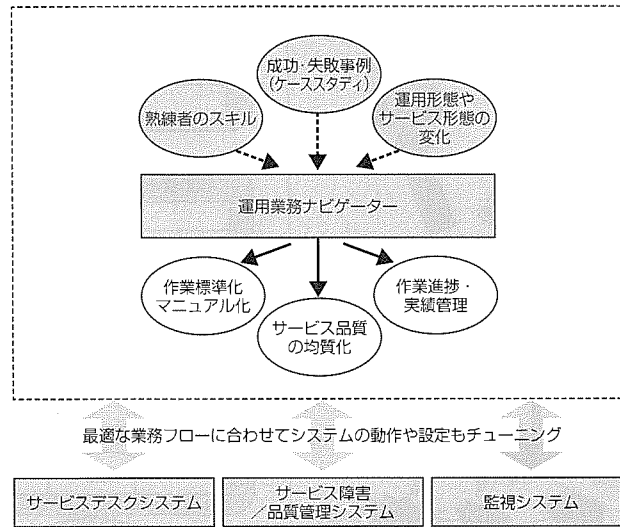 成功・失敗事例
(ケーススタディ)
熟練者のスキル
運用形態や
サービス形態の
変化
運用業務ナビゲーター
作業標準化
マニュアル化
サービス品質
の均質化
作業進捗・
実績管理
最適な業務フローに合わせてシステムの動作や設定もチューニング
サービスデスクシステム
サービス障害
/品質管理システム
監視システム